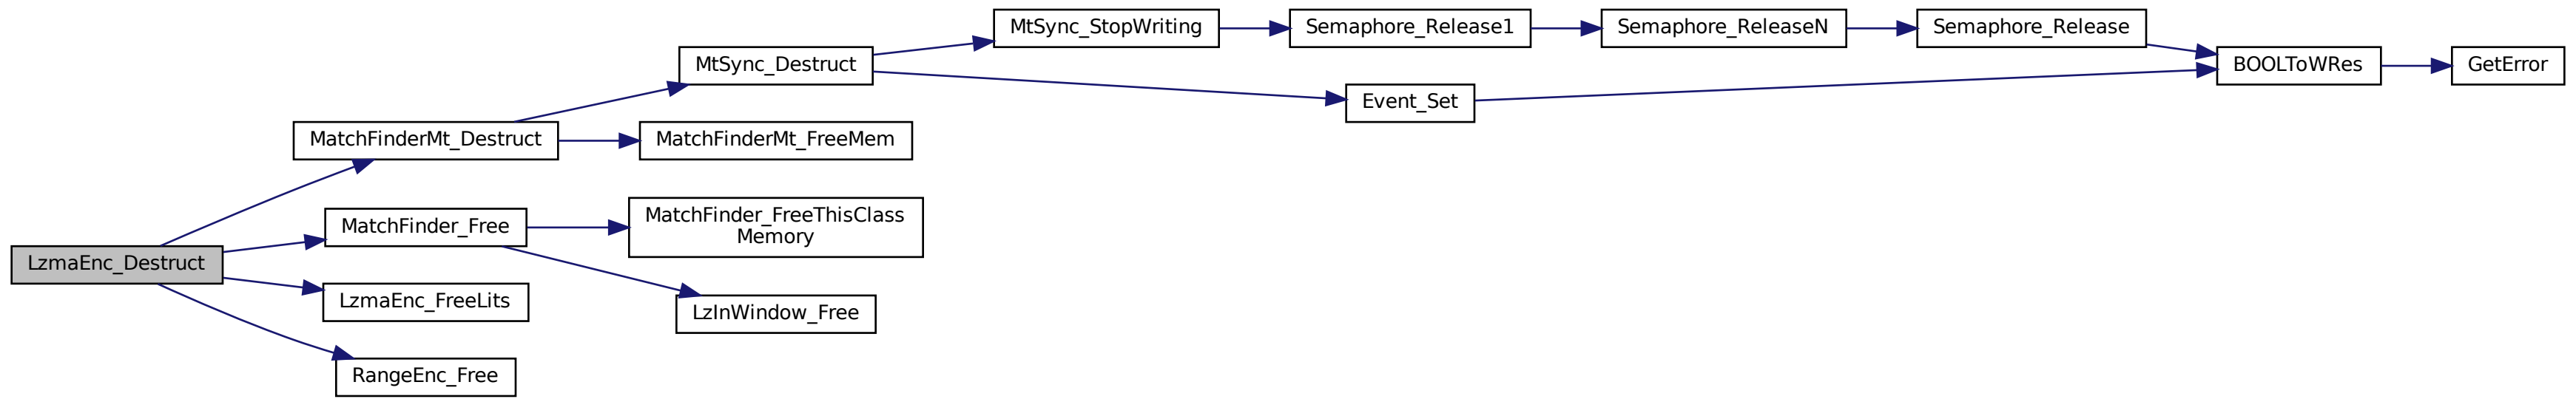 LzmaEnc_Destruct
MatchFinderMt_Destruct
MtSync_Destruct
MtSync_StopWriting
Semaphore_Release1
Semaphore_ReleaseN
Semaphore_Release
BOOLToWRes
GetError
Event_Set
MatchFinderMt_FreeMem
MatchFinder_Free
MatchFinder_FreeThisClass
Memory
LzInWindow_Free
LzmaEnc_FreeLits
RangeEnc_Free